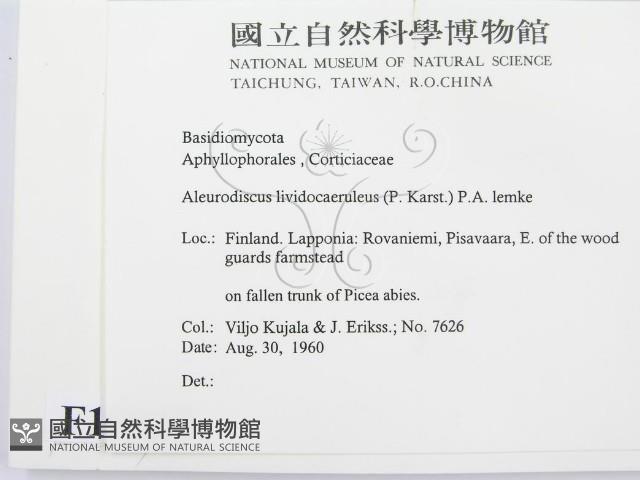 國立自然科學博物館
NATIONAL MUSEUM OF NATURAL SCIENCE
TAICHUNG, TAIWAN, R.O.CHINA
Basidiomycota
Aphyllophorales , Corticiaceae
Aleurodiscus lividocaeruleus (P. Karst.) P.A. lemke
Loc.: Finland. Lapponia: Rovaniemi, Pisavaara, E. of the wood
guards farmstead
on fallen trunk of Picea abies.
Col.: Viljo Kujala & J. Erikss.; No. 7626
Date: Aug. 30, 1960
Det.:
F1
國立自然科學博物館
NATIONAL MUSEUM OF NATURAL SCIENCE